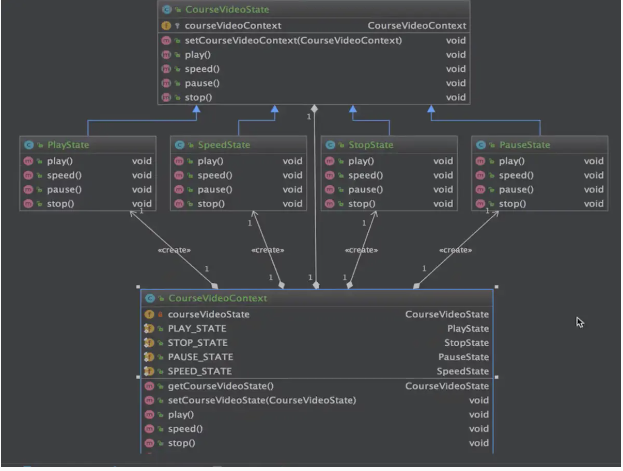 CourseVideoState
courseVideoContext CourseVideoContext
setCourseVideoContext(CourseVideoContext) void
play() void
speed() void
pause() void
stop() void
1
PlayState
play() void
speed() void
pause() void
stop() void
SpeedState
play() void
speed() void
pause() void
stop() void
StopState
play() void
speed() void
pause() void
stop() void
PauseState
play() void
speed() void
pause() void
stop() void
1
1
1
1
«create»
«create»
«create»
«create»
1
1
1
1
1
CourseVideoContext
courseVideoState CourseVideoState
PLAY_STATE PlayState
STOP_STATE StopState
PAUSE_STATE PauseState
SPEED_STATE SpeedState
getCourseVideoState() CourseVideoState
setCourseVideoState(CourseVideoState) void
play() void
speed() void
stop() void